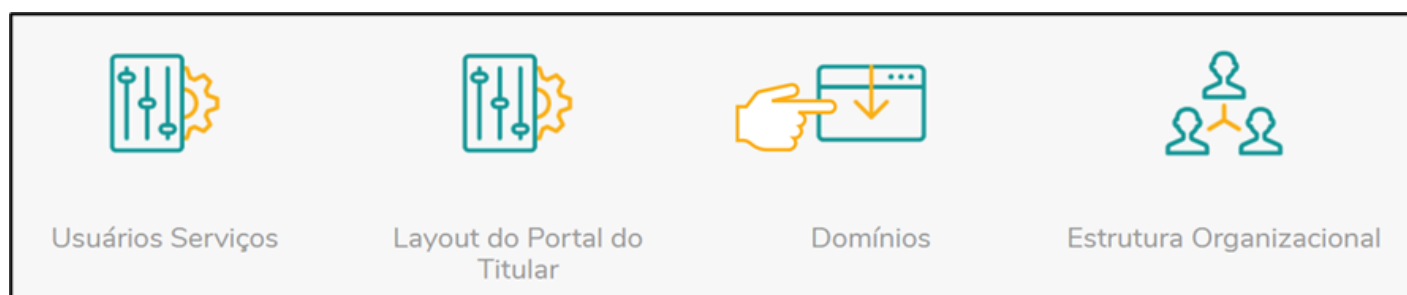 Usuários Serviços
Layout do Portal do
Titular
Domínios
Estrutura Organizacional